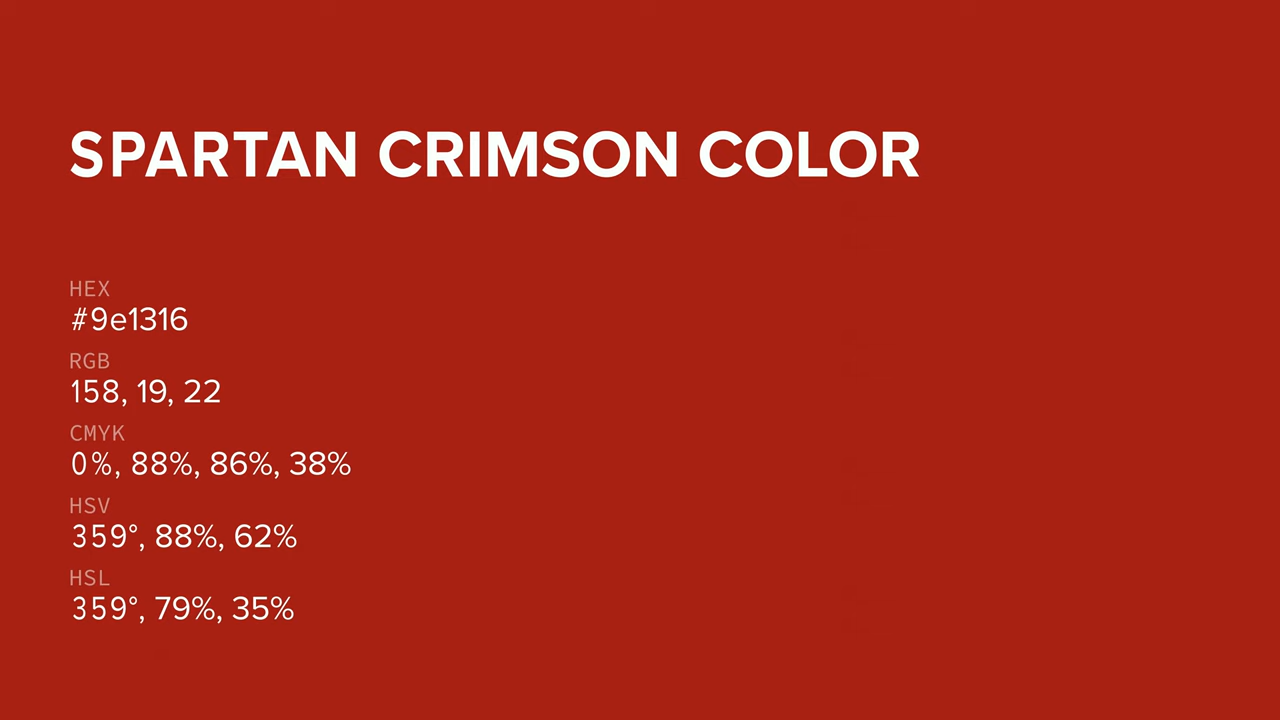 SPARTAN CRIMSON COLOR
HEX
#9e1316
RGB
158, 19, 22
CMYK
0%, 88%, 86%, 38%
HSV
359°, 88%, 62%
HSL
359°, 79%, 35%